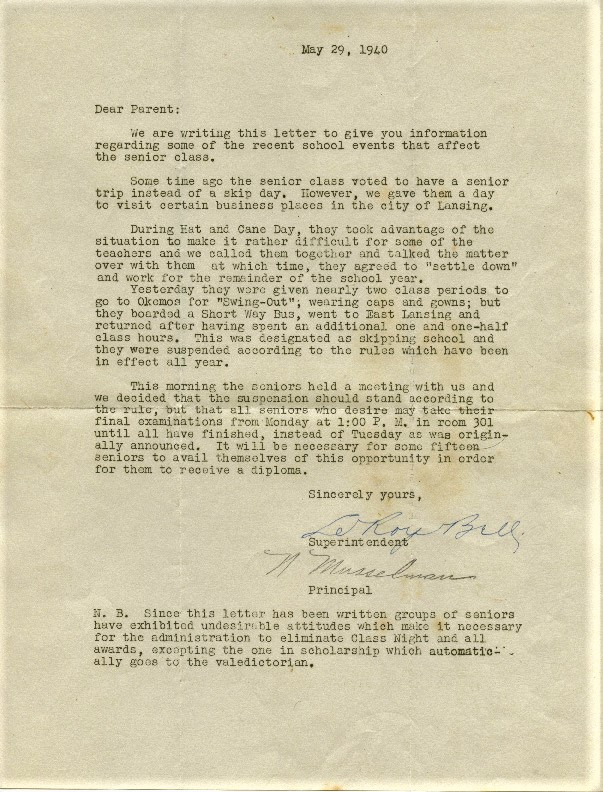 May 29, 1940
Dear Parent:
We are writing this letter to give you information
regarding some of the recent school events that affect
the senior class.
Some time ago the senior class voted to have a senior
trip instead of a skip day. However, we gave them a day
to visit certain business places in the city of Lansing.
During Hat and Cane Day, they took advantage of the
situation to make it rather difficult for some of the
teachers and we called them together and talked the matter
over with them at which time, they agreed to "settle down"
and work for the remainder of the school year.
Yesterday they were given nearly two class periods to
go to Okemos for "Swing-Out"; wearing caps and gowns; but
they boarded a Short Way Bus, went to East Lansing and
returned after having spent an additional one and one-half
class hours. This was designated as skipping school and
they were suspended according to the rules which have been
in effect all year.
This morning the seniors held a meeting with us and
we decided that the suspension should stand according to
the rule, but that all seniors who desire may take their
final examinations from Monday at 1:00 P. M. in room 301
until all have finished, instead of Tuesday as was origin-
ally announced. It will be necessary for some fifteen
seniors to avail themselves of this opportunity in order
for them to receive a diploma.
Sincerely yours,
LeRoy Bell
Superintendent
N Musselman
Principal
N. B. Since this letter has been written groups of seniors
have exhibited undesirable attitudes which make it necessary
for the administration to eliminate Class Night and all
awards, excepting the one in scholarship which automatic-
ally goes to the valedictorian.